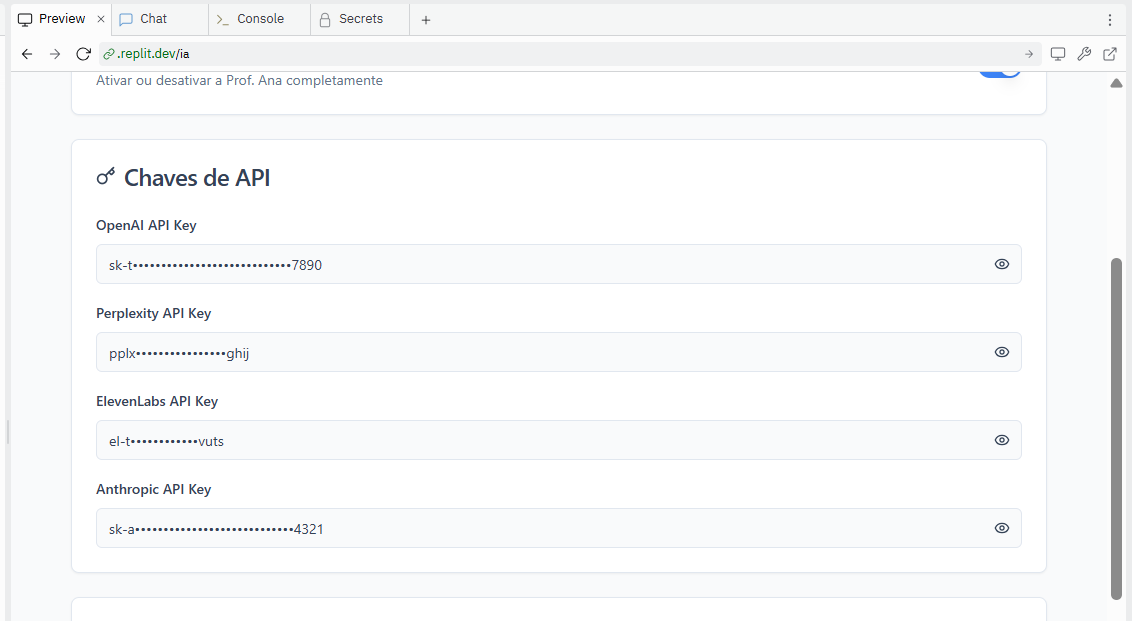 Preview
Chat
Console
Secrets
.replit.dev/ia
Ativar ou desativar a Prof. Ana completamente
Chaves de API
OpenAI API Key
sk-t••••••••••••••••••••••••••••7890
Perplexity API Key
pplx••••••••••••••••ghij
ElevenLabs API Key
el-t••••••••••••vuts
Anthropic API Key
sk-a••••••••••••••••••••••••••••4321